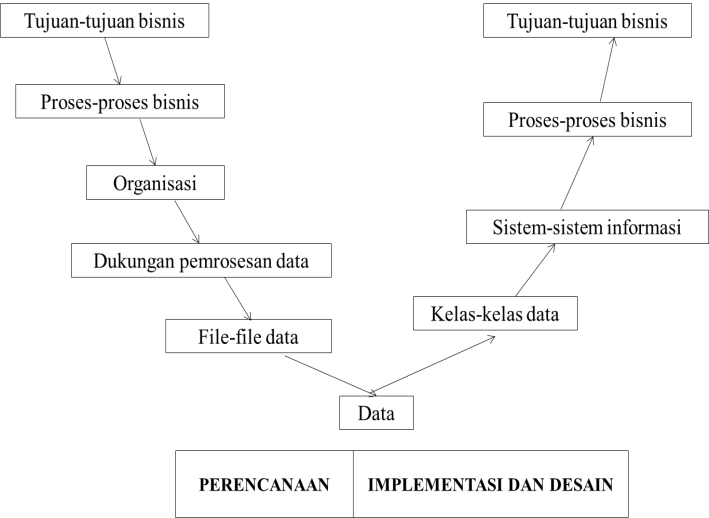 Tujuan-tujuan bisnis
Proses-proses bisnis
Organisasi
Dukungan pemrosesan data
File-file data
Data
Kelas-kelas data
Sistem-sistem informasi
Proses-proses bisnis
Tujuan-tujuan bisnis
PERENCANAAN
IMPLEMENTASI DAN DESAIN